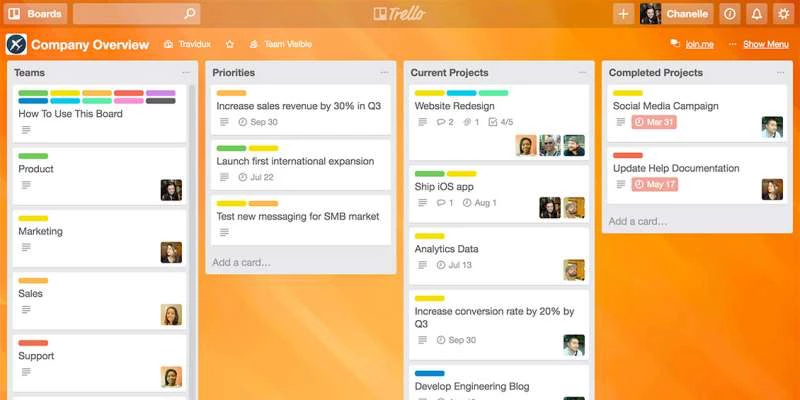 Boards
Trello
Chanelle
Company Overview
Travidux
Team Visible
join.me
... Show Menu
Teams
How To Use This Board
Product
Marketing
Sales
Support
Priorities
Increase sales revenue by 30% in Q3
Sep 30
Launch first international expansion
Jul 22
Test new messaging for SMB market
Add a card...
Current Projects
Website Redesign
2 1 4/5
Ship iOS app
1 Aug 1
Analytics Data
Jul 13
Increase conversion rate by 20% by
Q3
Sep 30
Develop Engineering Blog
Completed Projects
Social Media Campaign
Mar 31
Update Help Documentation
May 17
Add a card...